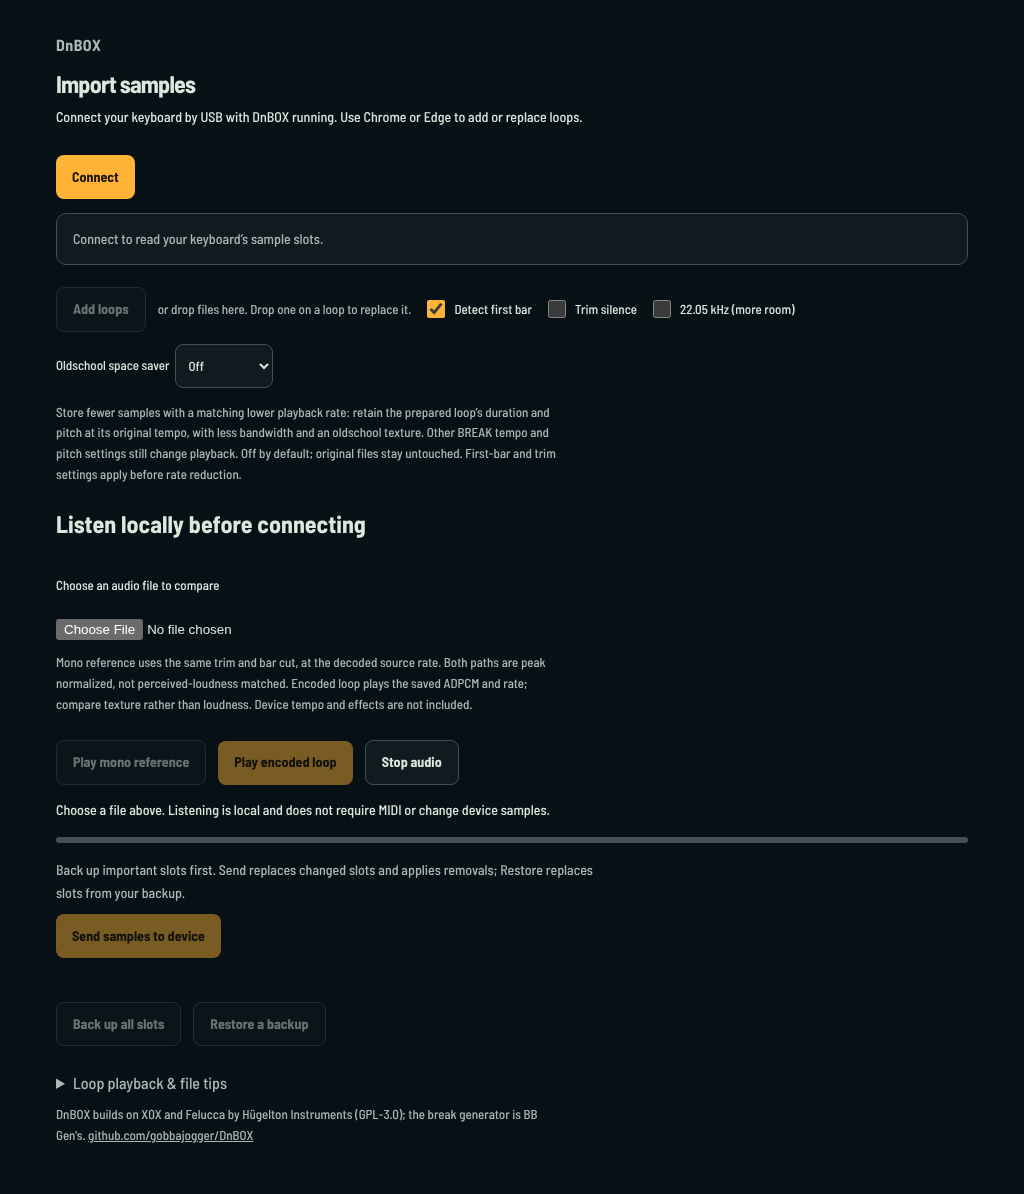 DnBOX
Import samples
Connect your keyboard by USB with DnBOX running. Use Chrome or Edge to add or replace loops.
Connect
Connect to read your keyboard’s sample slots.
Add loops or drop files here. Drop one on a loop to replace it. Detect first bar Trim silence 22.05 kHz (more room)
Oldschool space saver Off
Store fewer samples with a matching lower playback rate: retain the prepared loop’s duration and
pitch at its original tempo, with less bandwidth and an oldschool texture. Other BREAK tempo and
pitch settings still change playback. Off by default; original files stay untouched. First-bar and trim
settings apply before rate reduction.
Listen locally before connecting
Choose an audio file to compare
Choose File No file chosen
Mono reference uses the same trim and bar cut, at the decoded source rate. Both paths are peak
normalized, not perceived-loudness matched. Encoded loop plays the saved ADPCM and rate;
compare texture rather than loudness. Device tempo and effects are not included.
Play mono reference Play encoded loop Stop audio
Choose a file above. Listening is local and does not require MIDI or change device samples.
Back up important slots first. Send replaces changed slots and applies removals; Restore replaces
slots from your backup.
Send samples to device
Back up all slots Restore a backup
Loop playback & file tips
DnBOX builds on XOX and Felucca by Hügelton Instruments (GPL-3.0); the break generator is BB
Gen's. github.com/gobbajogger/DnBOX